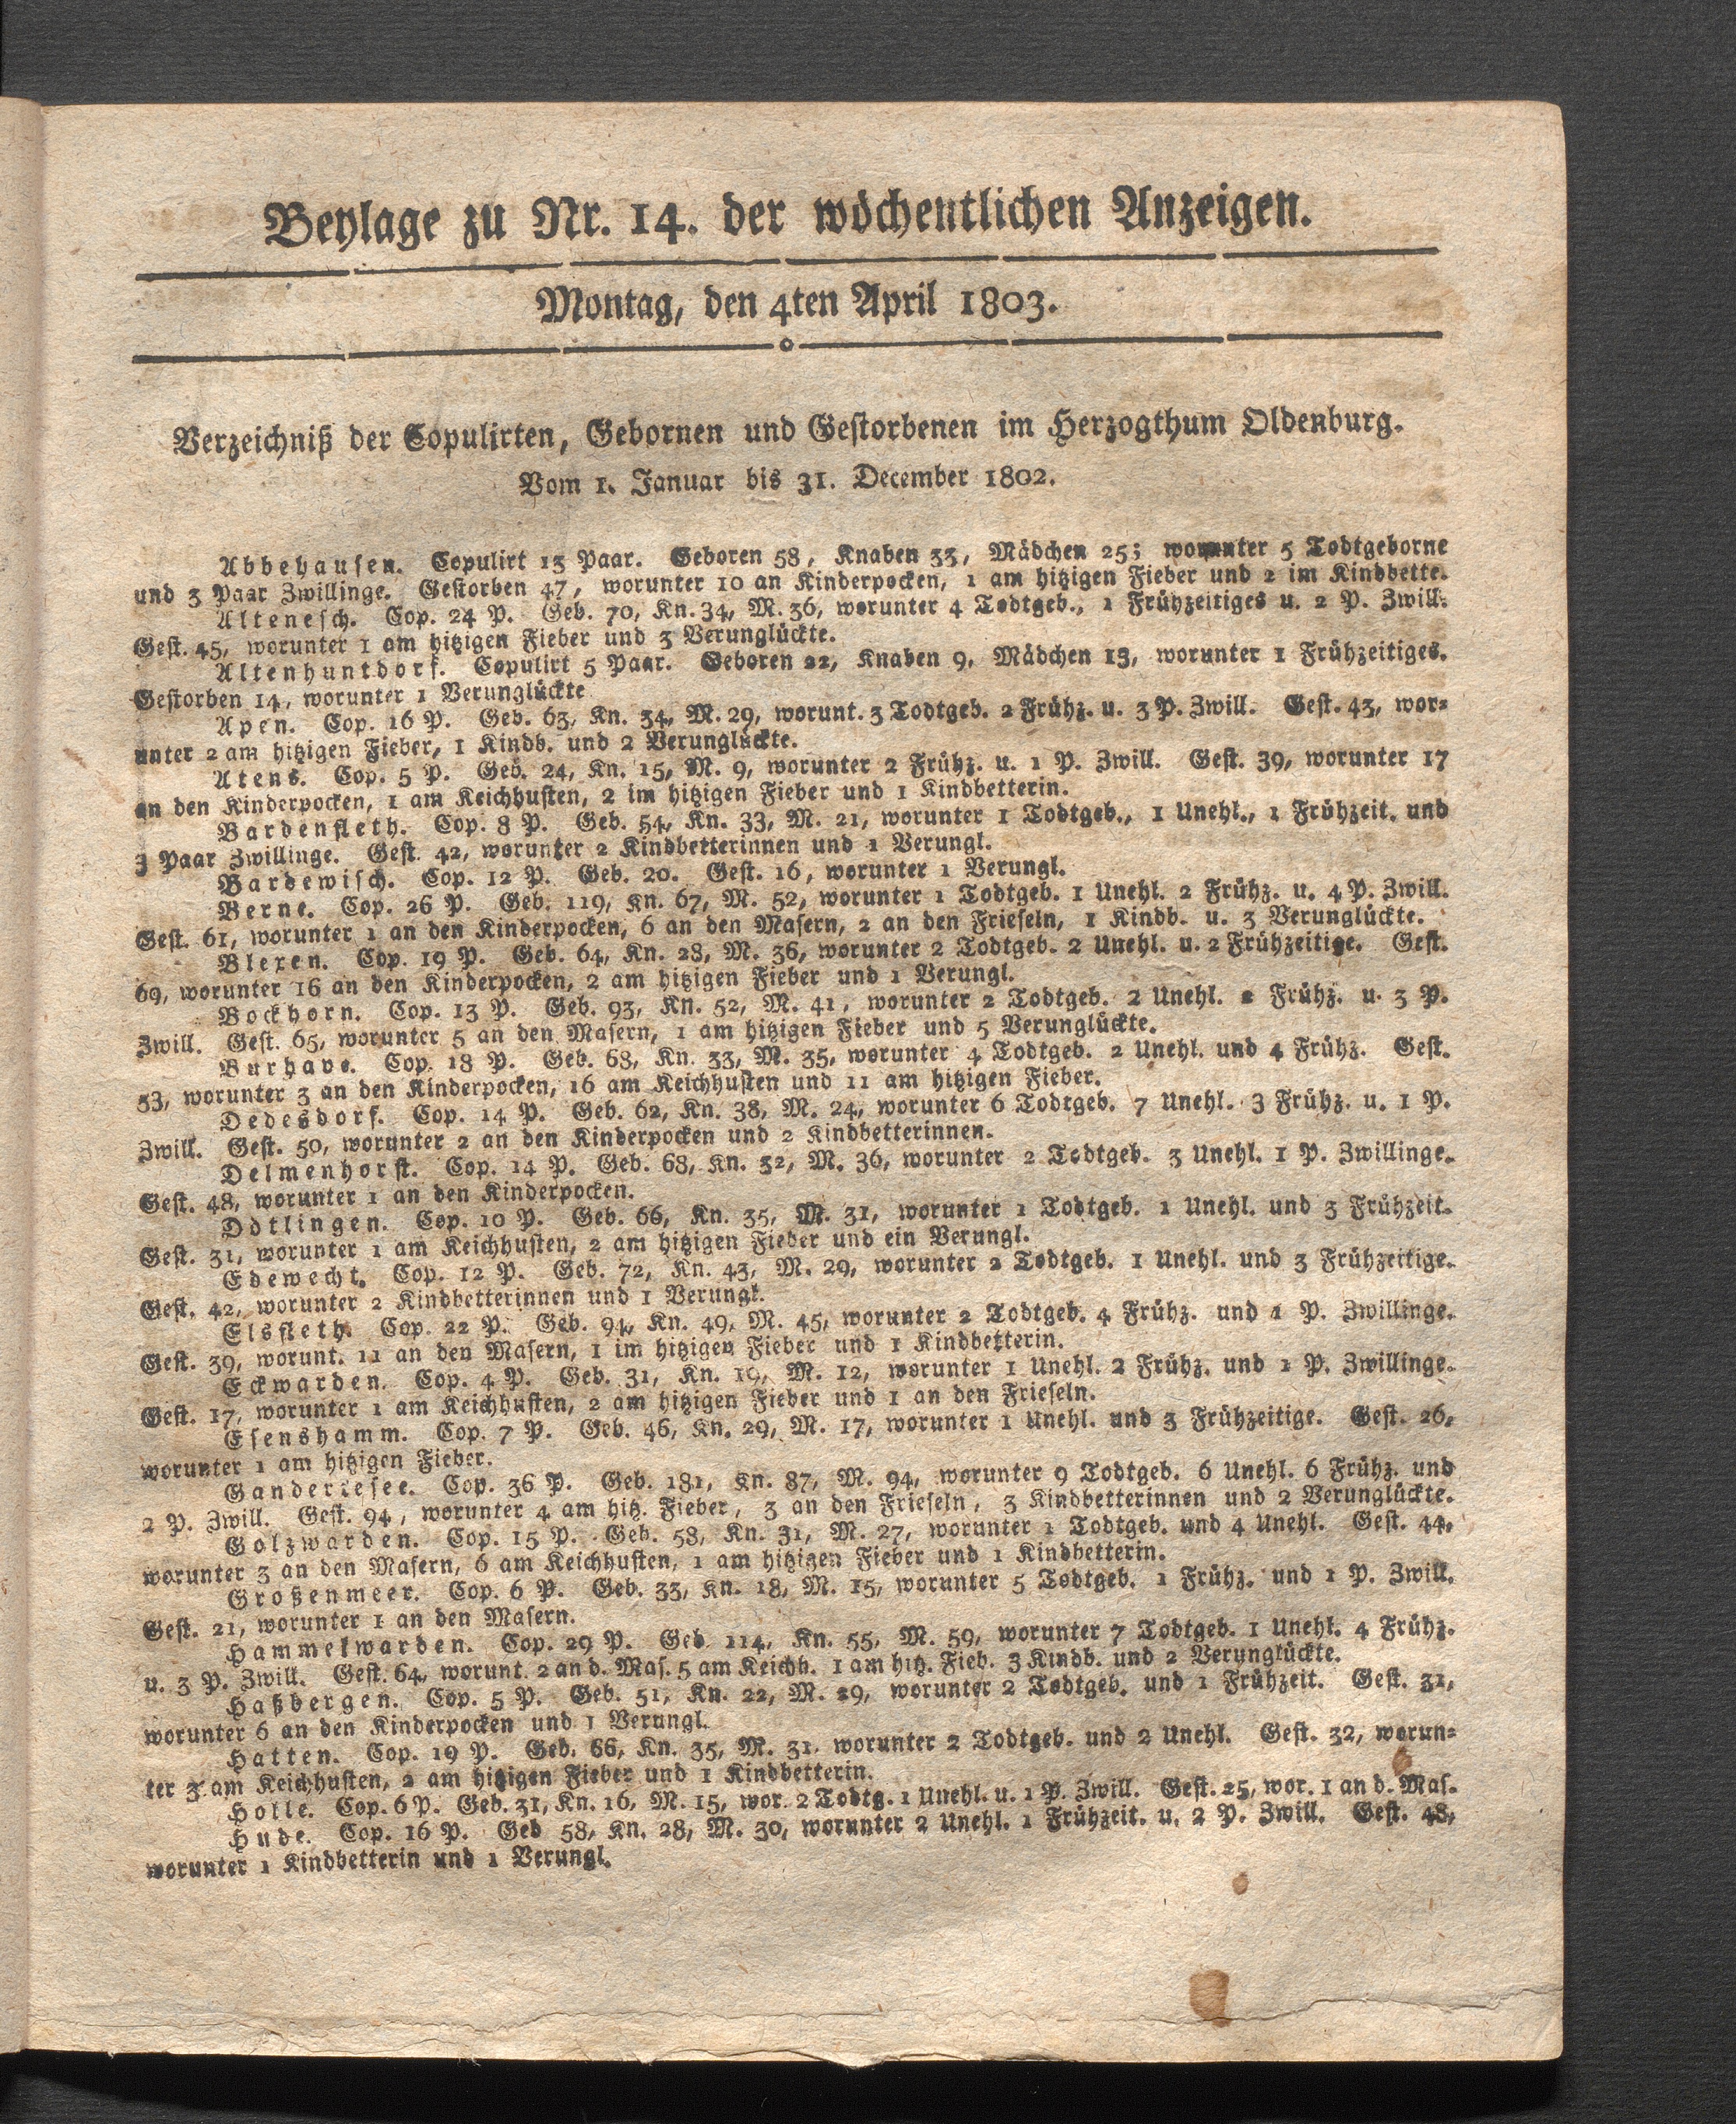 Beylage zu Nr. 14. der wöchentlichen Anzeigen.
Montag, den 4ten April 1803.
Verzeichniß der Copulirten, Gebornen und Gestorbenen im Herzogthum Oldenburg.
Vom 1. Januar bis 31. December 1802.
Abbehausen. Copulirt 13 Paar. Geboren 58, Knaben 33, Mädchen 25; worunter 5 Todtgeborne
und 3 Paar Zwillinge. Gestorben 47, worunter 10 an Kinderpocken, 1 am hitzigen Fieber und 2 im Kindbette.
Altenesch. Cop. 24 P. Geb. 70, Kn. 34, M. 36, worunter 4 Todtgeb., 1 Frühzeitiges u. 2 P. Zwill.
Gest. 45, worunter 1 am hitzigen Fieber und 3 Verunglückte.
Altenhuntdorf. Copulirt 5 Paar. Geboren 22, Knaben 9, Mädchen 13, worunter 1 Frühzeitiges.
Gestorben 14, worunter 1 Verunglückte
Apen. Cop. 16 P. Geb. 63, Kn. 34, M. 29, worunt. 3 Todtgeb. 2 Frühz. u. 3 P. Zwill. Gest. 43, wor-
unter 2 am hitzigen Fieber, 1 Kindb. und 2 Verunglückte.
Atens. Cop. 5 P. Geb. 24, Kn. 15, M. 9, worunter 2 Frühz. u. 1 P. Zwill. Gest. 39, worunter 17
an den Kinderpocken, 1 am Keichhusten, 2 im hitzigen Fieber und 1 Kindbetterin.
Bardenfleth. Cop. 8 P. Geb. 54, Kn. 33, M. 21, worunter 1 Todtgeb., 1 Unehl., 1 Frühzeit. und
3 Paar Zwillinge. Gest. 42, worunter 2 Kindbetterinnen und 1 Verungl.
Bardewisch. Cop. 12 P. Geb. 20. Gest. 16, worunter 1 Verungl.
Berne. Cop. 26 P. Geb. 119, Kn. 67, M. 52, worunter 1 Todtgeb. 1 Unehl. 2 Frühz. u. 4 P. Zwill.
Gest. 61, worunter 1 an den Kinderpocken, 6 an den Masern, 2 an den Frieseln, 1 Kindb. u. 3 Verunglückte.
Blexen. Cop. 19 P. Geb. 64, Kn. 28, M. 36, worunter 2 Todtgeb. 2 Unehl. u. 2 Frühzeitige. Gest.
69, worunter 16 an den Kinderpocken, 2 am hitzigen Fieber und 1 Verungl.
Bockhorn. Cop. 13 P. Geb. 93, Kn. 52, M. 41, worunter 2 Todtgeb. 2 Unehl. 2 Frühz. u. 3 P.
Zwill. Gest. 65, worunter 5 an den Masern, 1 am hitzigen Fieber und 5 Verunglückte.
Burhave. Cop. 18 P. Geb. 68, Kn. 33, M. 35, worunter 4 Todtgeb. 2 Unehl. und 4 Frühz. Gest.
53, worunter 3 an den Kinderpocken, 16 am Keichhusten und 11 am hitzigen Fieber.
Dedesdorf. Cop. 14 P. Geb. 62, Kn. 38, M. 24, worunter 6 Todtgeb. 7 Unehl. 3 Frühz. u. 1 P.
Zwill. Gest. 50, worunter 2 an den Kinderpocken und 2 Kindbetterinnen.
Delmenhorst. Cop. 14 P. Geb. 68, Kn. 32, M. 36, worunter 2 Todtgeb. 3 Unehl. 1 P. Zwillinge.
Gest. 48, worunter 1 an den Kinderpocken.
Dötlingen. Cop. 10 P. Geb. 66, Kn. 35, M. 31, worunter 1 Todtgeb. 1 Unehl. und 3 Frühzeit.
Gest. 31, worunter 1 am Keichhusten, 2 am hitzigen Fieber und ein Verungl.
Edewecht. Cop. 12 P. Geb. 72, Kn. 43, M. 29, worunter 2 Todtgeb. 1 Unehl. und 3 Frühzeitige.
Gest. 42, worunter 2 Kindbetterinnen und 1 Verungl.
Elsfleth. Cop. 22 P. Geb. 94, Kn. 49, M. 45, worunter 2 Todtgeb. 4 Frühz. und 1 P. Zwillinge.
Gest. 39, worunt. 11 an den Masern, 1 im hitzigen Fieber und 1 Kindbetterin.
Eckwarden. Cop. 4 P. Geb. 31, Kn. 19, M. 12, worunter 1 Unehl. 2 Frühz. und 1 P. Zwillinge.
Gest. 17, worunter 1 am Keichhusten, 2 am hitzigen Fieber und 1 an den Frieseln.
Esenshamm. Cop. 7 P. Geb. 46, Kn. 29, M. 17, worunter 1 Unehl. und 3 Frühzeitige. Gest. 26,
worunter 1 am hitzigen Fieber.
Ganderkesee. Cop. 36 P. Geb. 181, Kn. 87, M. 94, worunter 9 Todtgeb. 6 Unehl. 6 Frühz. und
2 P. Zwill. Gest. 94, worunter 4 am hitz. Fieber, 3 an den Frieseln, 3 Kindbetterinnen und 2 Verunglückte.
Golzwarden. Cop. 15 P. Geb. 58, Kn. 31, M. 27, worunter 1 Todtgeb. und 4 Unehl. Gest. 44,
worunter 3 an den Masern, 6 am Keichhusten, 1 am hitzigen Fieber und 1 Kindbetterin.
Großenmeer. Cop. 6 P. Geb. 33, Kn. 18, M. 15, worunter 5 Todtgeb. 1 Frühz. und 1 P. Zwill.
Gest. 21, worunter 1 an den Masern.
Hammelwarden. Cop. 29 P. Geb 114, Kn. 55, M. 59, worunter 7 Todtgeb. 1 Unehl. 4 Frühz.
u. 3 P. Zwill. Gest. 64, worunt. 2 an d. Mas. 5 am Keichh. 1 am hitz. Fieb. 3 Kindb. und 2 Verunglückte.
Haßbergen. Cop. 5 P. Geb. 51, Kn. 22, M. 29, worunter 2 Todtgeb. und 1 Frühzeit. Gest. 31,
worunter 6 an den Kinderpocken und 1 Verungl.
Hatten. Cop. 19 P. Geb. 66, Kn. 35, M. 31, worunter 2 Todtgeb. und 2 Unehl. Gest. 32, worun-
ter 3 am Keichhusten, 2 am hitzigen Fieber und 1 Kindbetterin.
Holle. Cop. 6 P. Geb. 31, Kn. 16, M. 15, wor. 2 Todtg. 1 Unehl. u. 1 P. Zwill. Gest. 25, wor. 1 an d. Mas.
Hude. Cop. 16 P. Geb 58, Kn. 28, M. 30, worunter 2 Unehl. 1 Frühzeit. u. 2 P. Zwill. Gest. 48,
worunter 1 Kindbetterin und 1 Verungl.